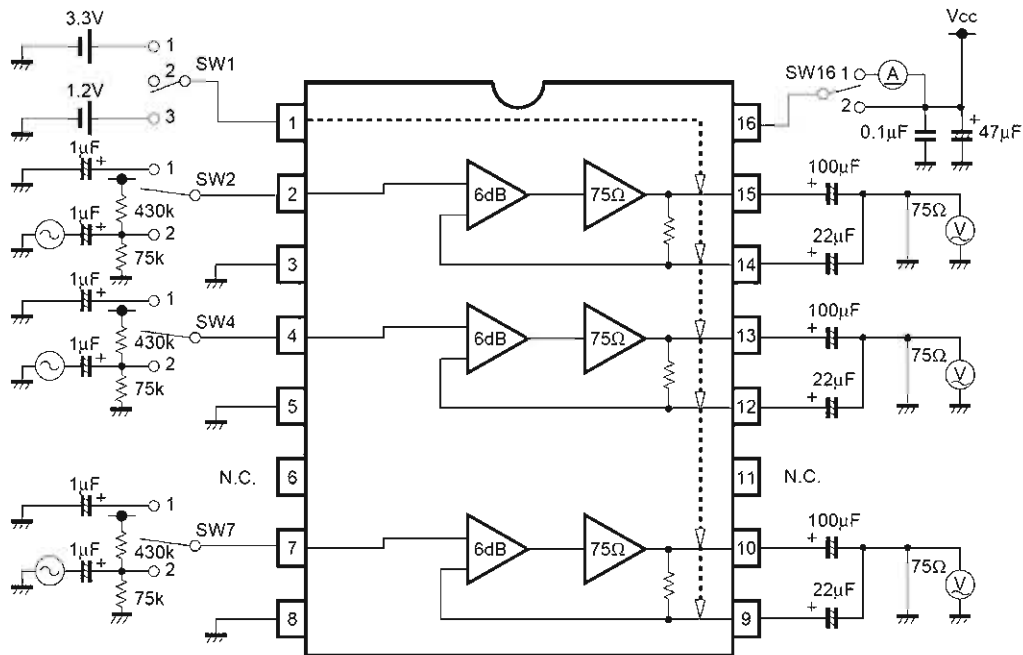 3.3V
1
2
SW1
1.2V
3
1μF
+
1
SW2
430k
1μF
+
2
75k
1μF
+
1
SW4
430k
1μF
+
2
75k
N.C.
1μF
+
1
SW7
430k
1μF
+
2
75k
1
2
3
4
5
6
7
8
6dB
75Ω
6dB
75Ω
6dB
75Ω
16
15
14
13
12
11
10
9
Vcc
SW16
1
A
2
0.1μF
+
47μF
100μF
+
75Ω
V
22μF
+
100μF
+
75Ω
V
22μF
+
N.C.
100μF
+
75Ω
V
22μF
+